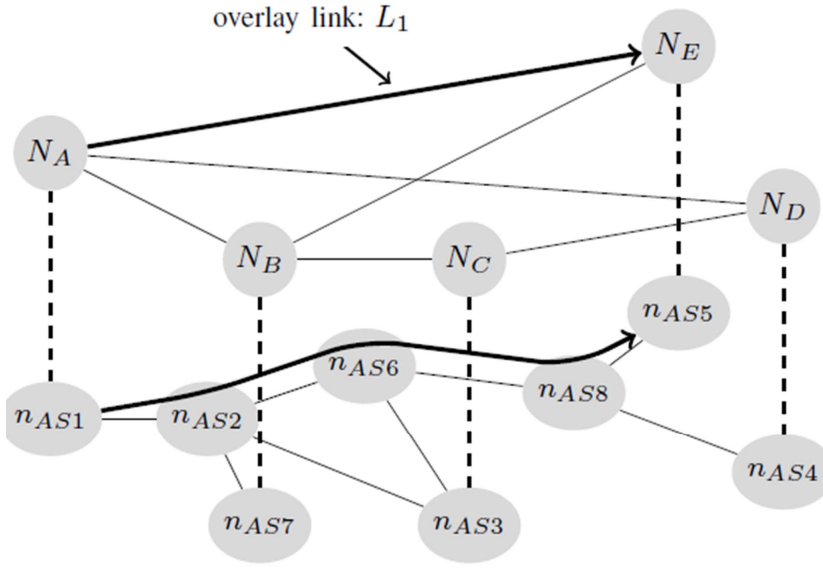 overlay link: L₁
N_E
N_A
N_D
N_B N_C
n_AS5
n_AS6
n_AS8
n_AS1 n_AS2
n_AS4
n_AS7 n_AS3